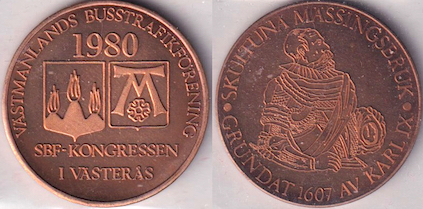 VÄSTMANLANDS BUSSTRAFIKFÖRENING
1980
SBF-KONGRESSEN
I VÄSTERÅS
• SKULTUNA MÄSSINGSBRUK •
GRUNDAT 1607 AV KARL IX